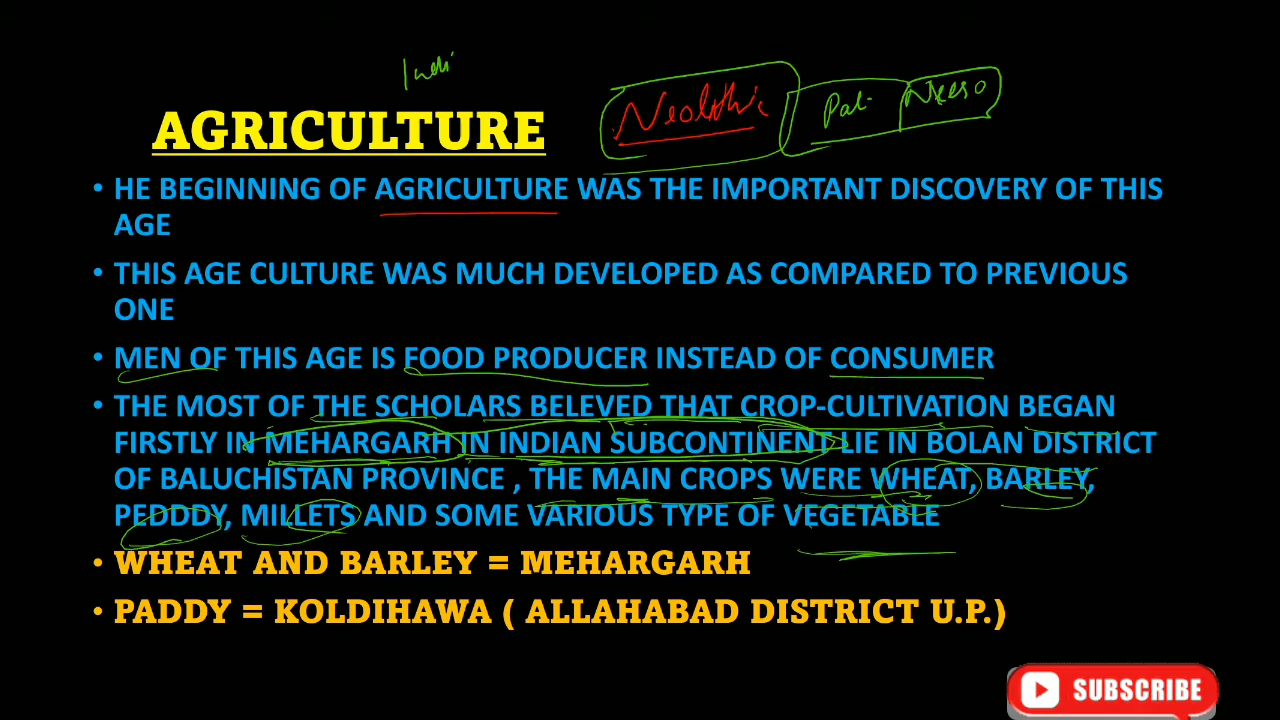 Indi
Neolithic
Pal
AGRICULTURE
• HE BEGINNING OF AGRICULTURE WAS THE IMPORTANT DISCOVERY OF THIS
AGE
• THIS AGE CULTURE WAS MUCH DEVELOPED AS COMPARED TO PREVIOUS
ONE
• MEN OF THIS AGE IS FOOD PRODUCER INSTEAD OF CONSUMER
• THE MOST OF THE SCHOLARS BELEVED THAT CROP-CULTIVATION BEGAN
FIRSTLY IN MEHARGARH IN INDIAN SUBCONTINENT LIE IN BOLAN DISTRICT
OF BALUCHISTAN PROVINCE , THE MAIN CROPS WERE WHEAT, BARLEY,
PEDDDY, MILLETS AND SOME VARIOUS TYPE OF VEGETABLE
• WHEAT AND BARLEY = MEHARGARH
• PADDY = KOLDIHAWA ( ALLAHABAD DISTRICT U.P.)
SUBSCRIBE